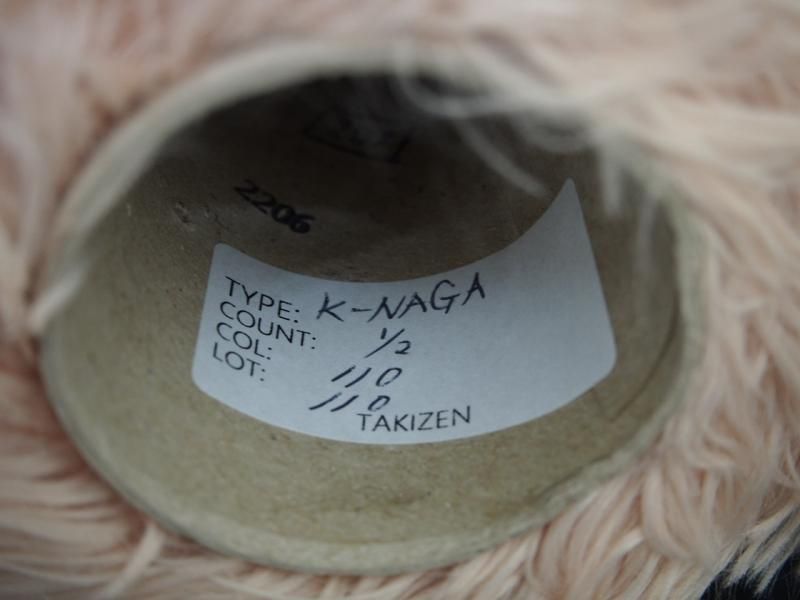 2206
TYPE: K-NAGA
COUNT: 1/2
COL: 110
LOT: 110
TAKIZEN